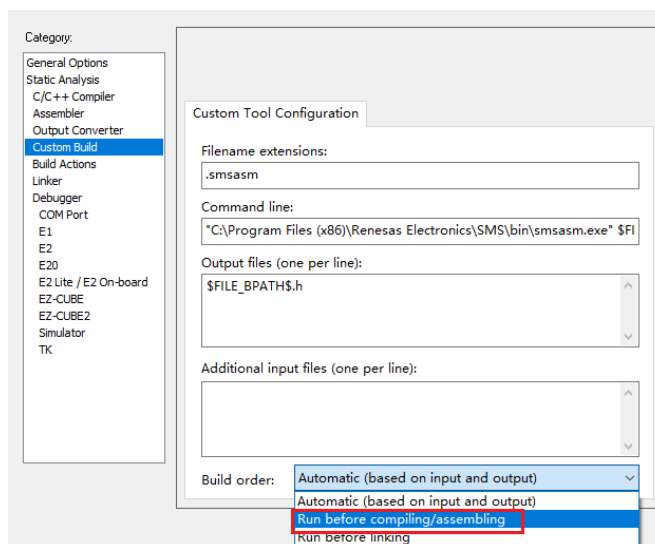 Category:
General Options
Static Analysis
C/C++ Compiler
Assembler
Output Converter
Custom Build
Build Actions
Linker
Debugger
COM Port
E1
E2
E20
E2 Lite / E2 On-board
EZ-CUBE
EZ-CUBE2
Simulator
TK
Custom Tool Configuration
Filename extensions:
.smsasm
Command line:
"C:\Program Files (x86)\Renesas Electronics\SMS\bin\smsasm.exe" $FI
Output files (one per line):
$FILE_BPATH$.h
Additional input files (one per line):
Build order: Automatic (based on input and output)
Automatic (based on input and output)
Run before compiling/assembling
Run before linking